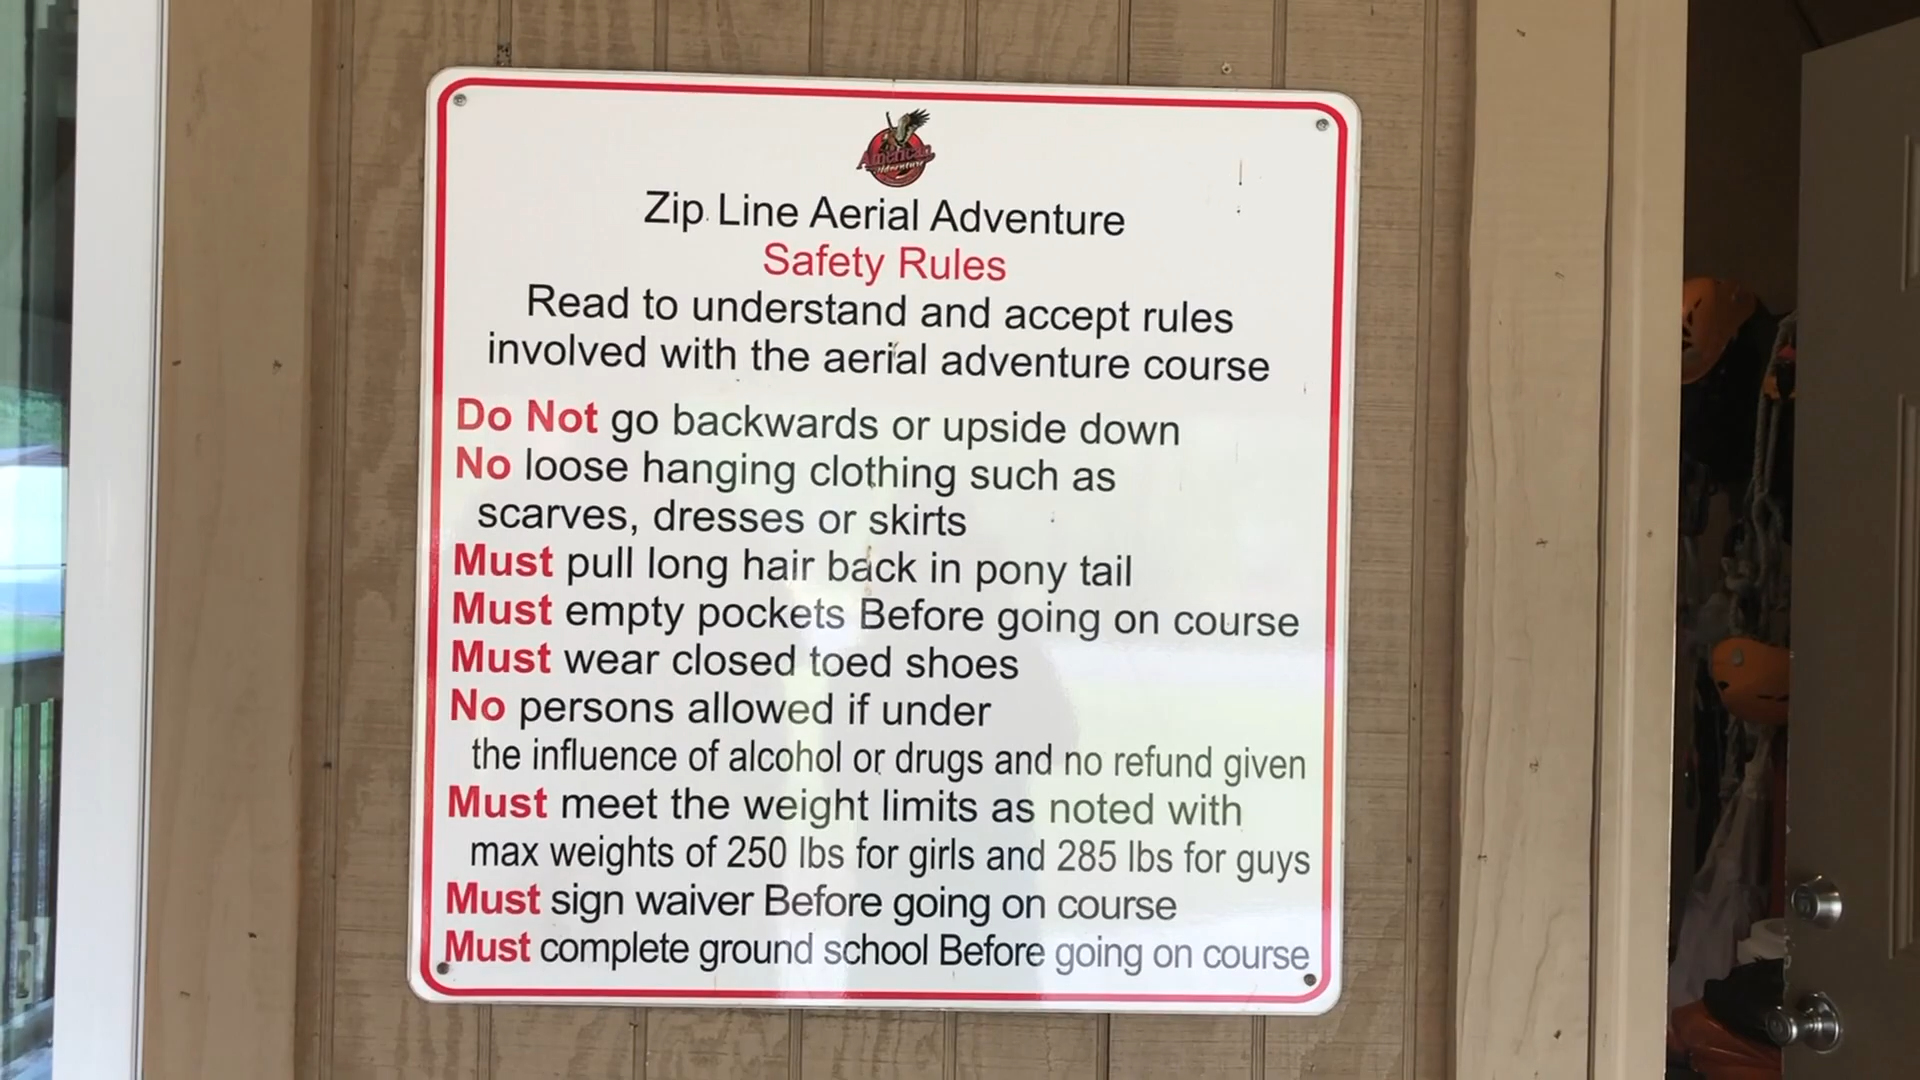 American
Adventure
Zip Line Aerial Adventure
Safety Rules
Read to understand and accept rules
involved with the aerial adventure course
Do Not go backwards or upside down
No loose hanging clothing such as
scarves, dresses or skirts
Must pull long hair back in pony tail
Must empty pockets Before going on course
Must wear closed toed shoes
No persons allowed if under
the influence of alcohol or drugs and no refund given
Must meet the weight limits as noted with
max weights of 250 lbs for girls and 285 lbs for guys
Must sign waiver Before going on course
Must complete ground school Before going on course